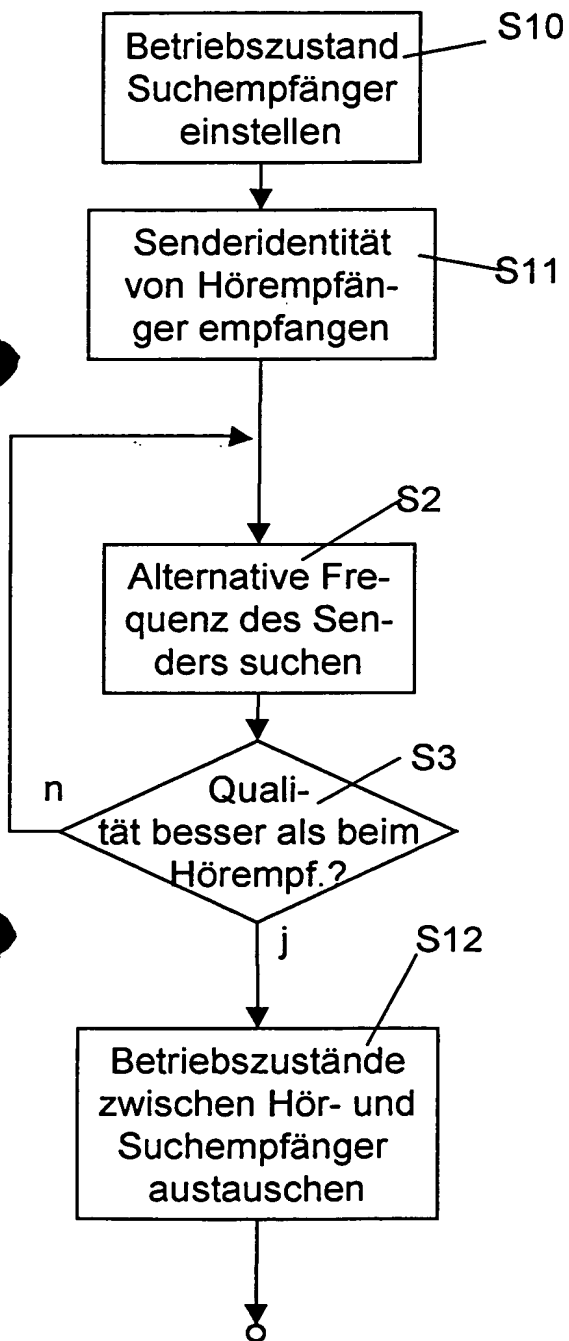 S10
Betriebszustand
Suchempfänger
einstellen
Senderidentität
von Hörempfän-
ger empfangen
S11
S2
Alternative Fre-
quenz des Sen-
ders suchen
S3
n
Quali-
tät besser als beim
Hörempf.?
j
S12
Betriebszustände
zwischen Hör- und
Suchempfänger
austauschen